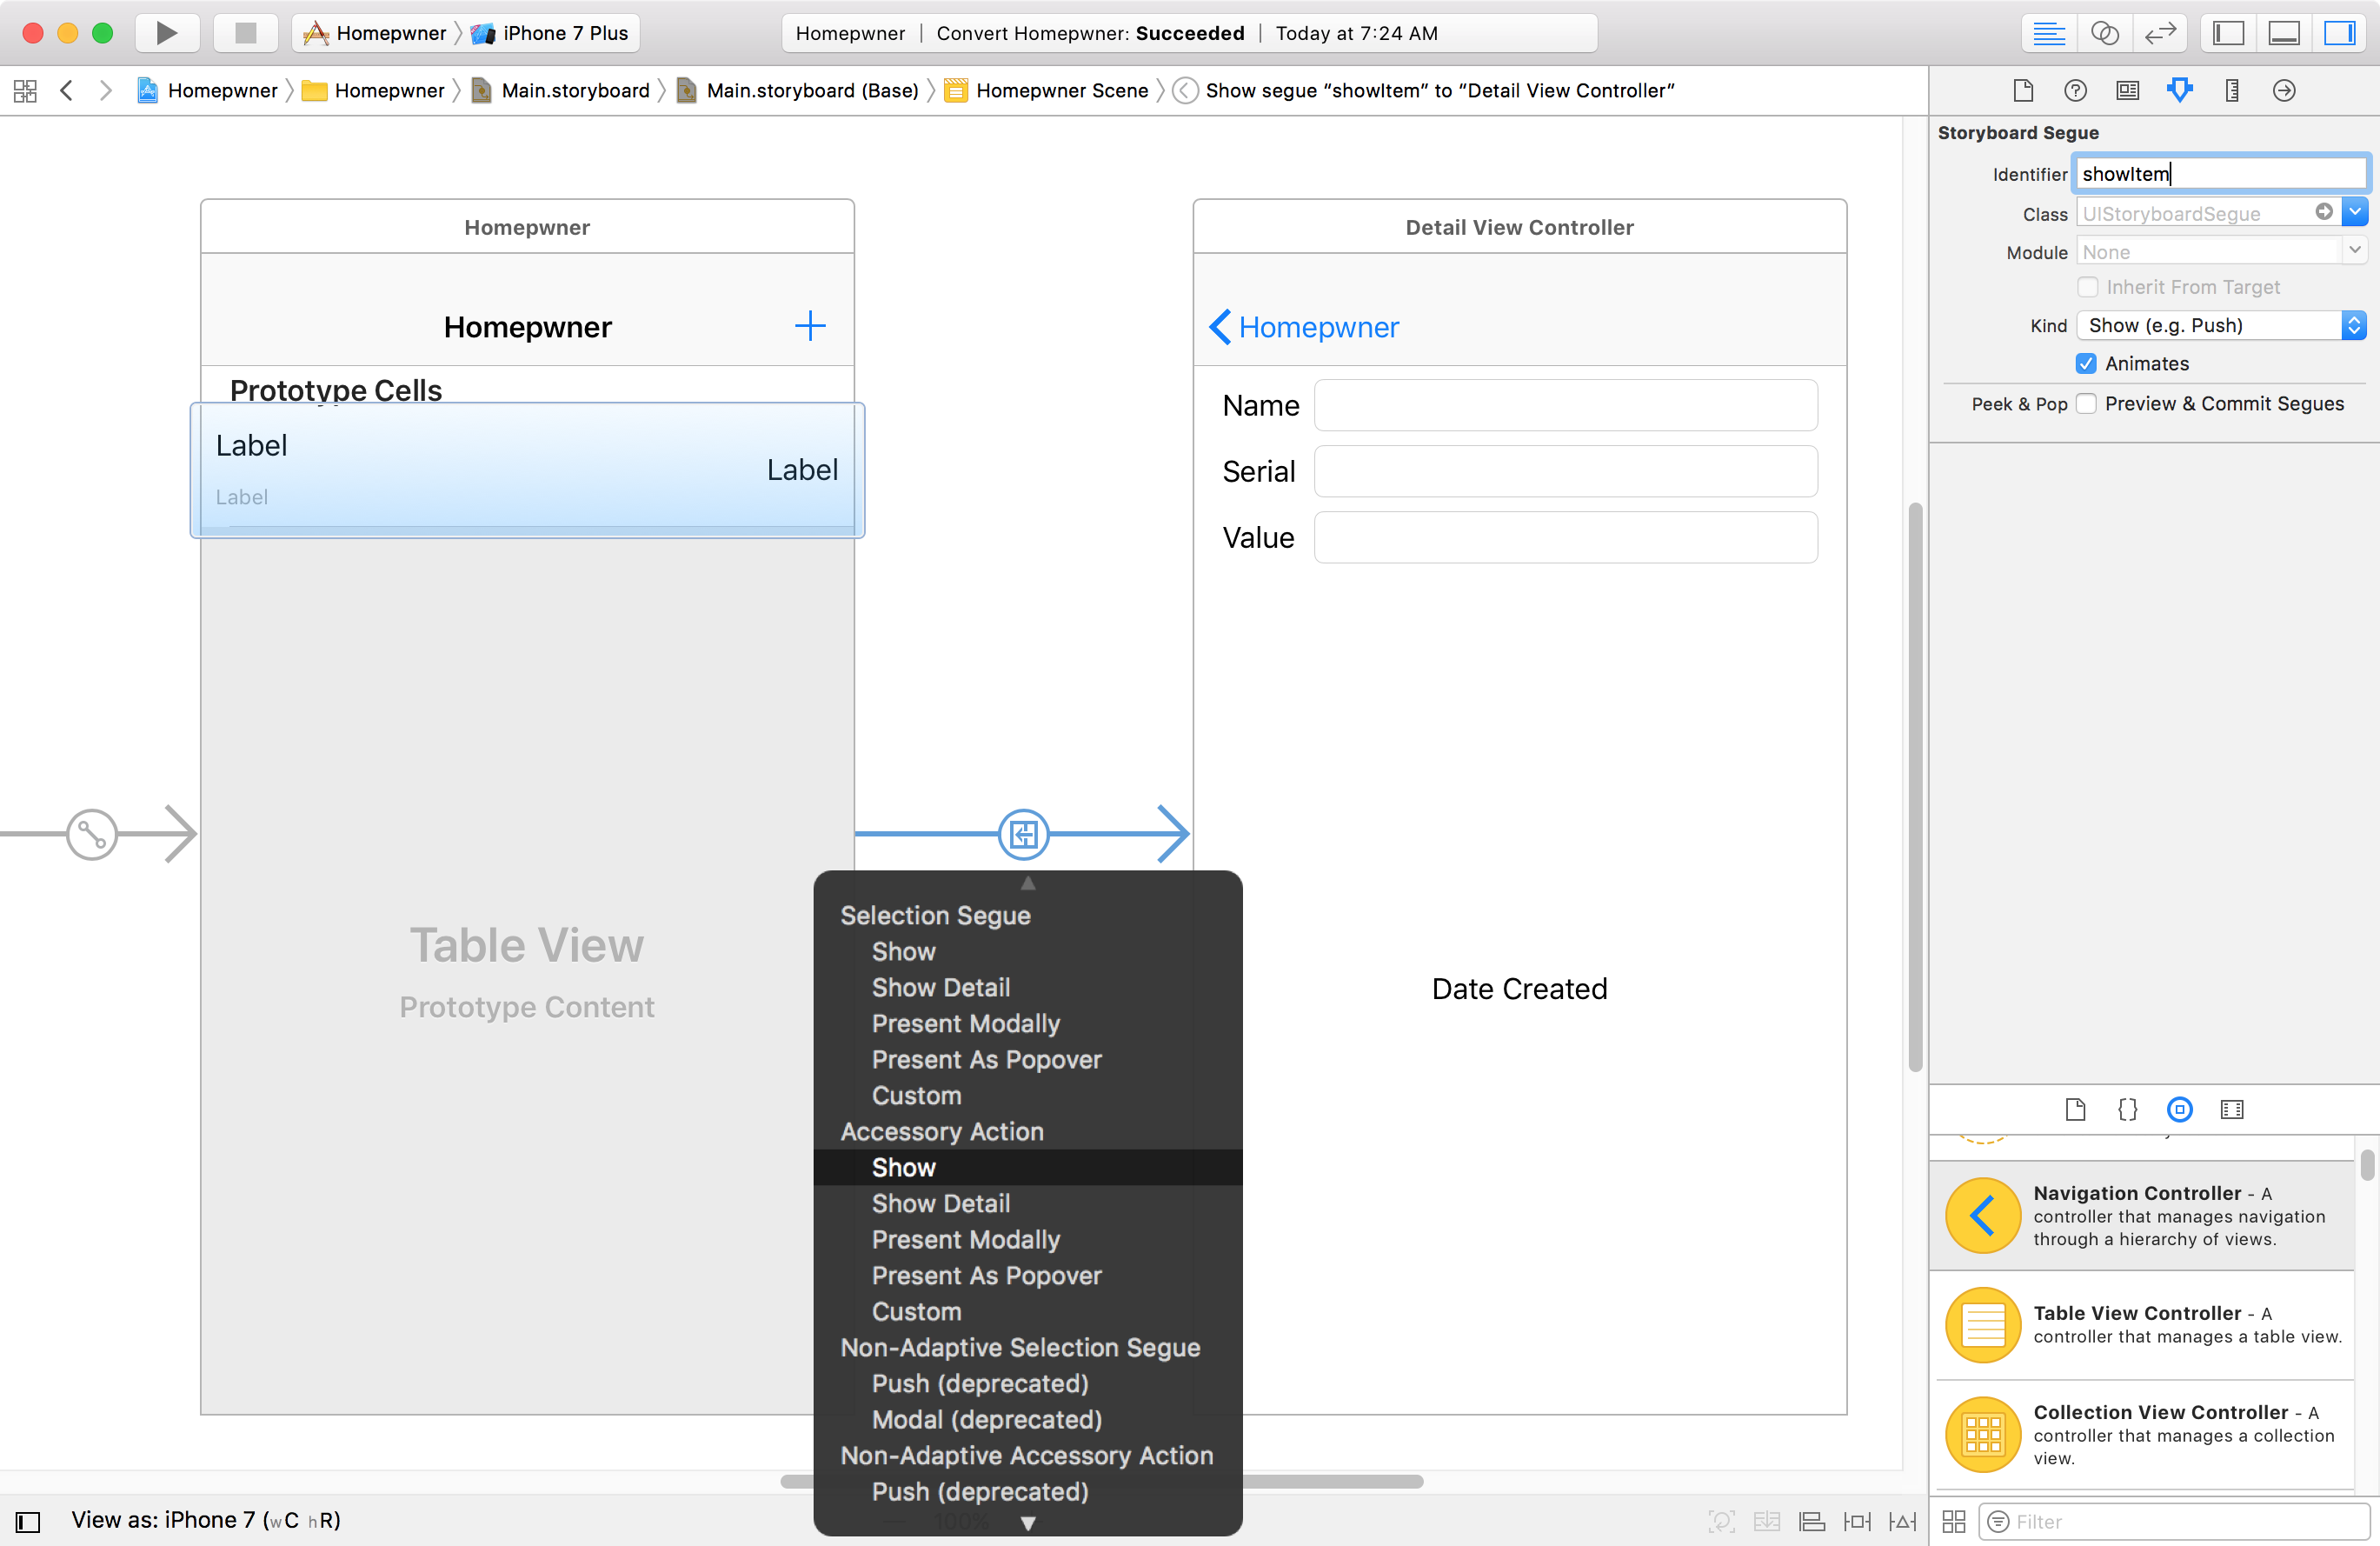 Homepwner
iPhone 7 Plus
Homepwner | Convert Homepwner: Succeeded | Today at 7:24 AM
Homepwner
Homepwner
Main.storyboard
Main.storyboard (Base)
Homepwner Scene
Show segue “showItem” to “Detail View Controller”
Homepwner
Homepwner
Prototype Cells
Label
Label
Label
Table View
Prototype Content
Detail View Controller
Homepwner
Name
Serial
Value
Date Created
Selection Segue
Show
Show Detail
Present Modally
Present As Popover
Custom
Accessory Action
Show
Show Detail
Present Modally
Present As Popover
Custom
Non-Adaptive Selection Segue
Push (deprecated)
Modal (deprecated)
Non-Adaptive Accessory Action
Push (deprecated)
View as: iPhone 7 (wC hR)
100%
Storyboard Segue
Identifier showItem
Class UIStoryboardSegue
Module None
Inherit From Target
Kind Show (e.g. Push)
Animates
Peek & Pop Preview & Commit Segues
Navigation Controller - A
controller that manages navigation
through a hierarchy of views.
Table View Controller - A
controller that manages a table view.
Collection View Controller - A
controller that manages a collection
view.
Filter